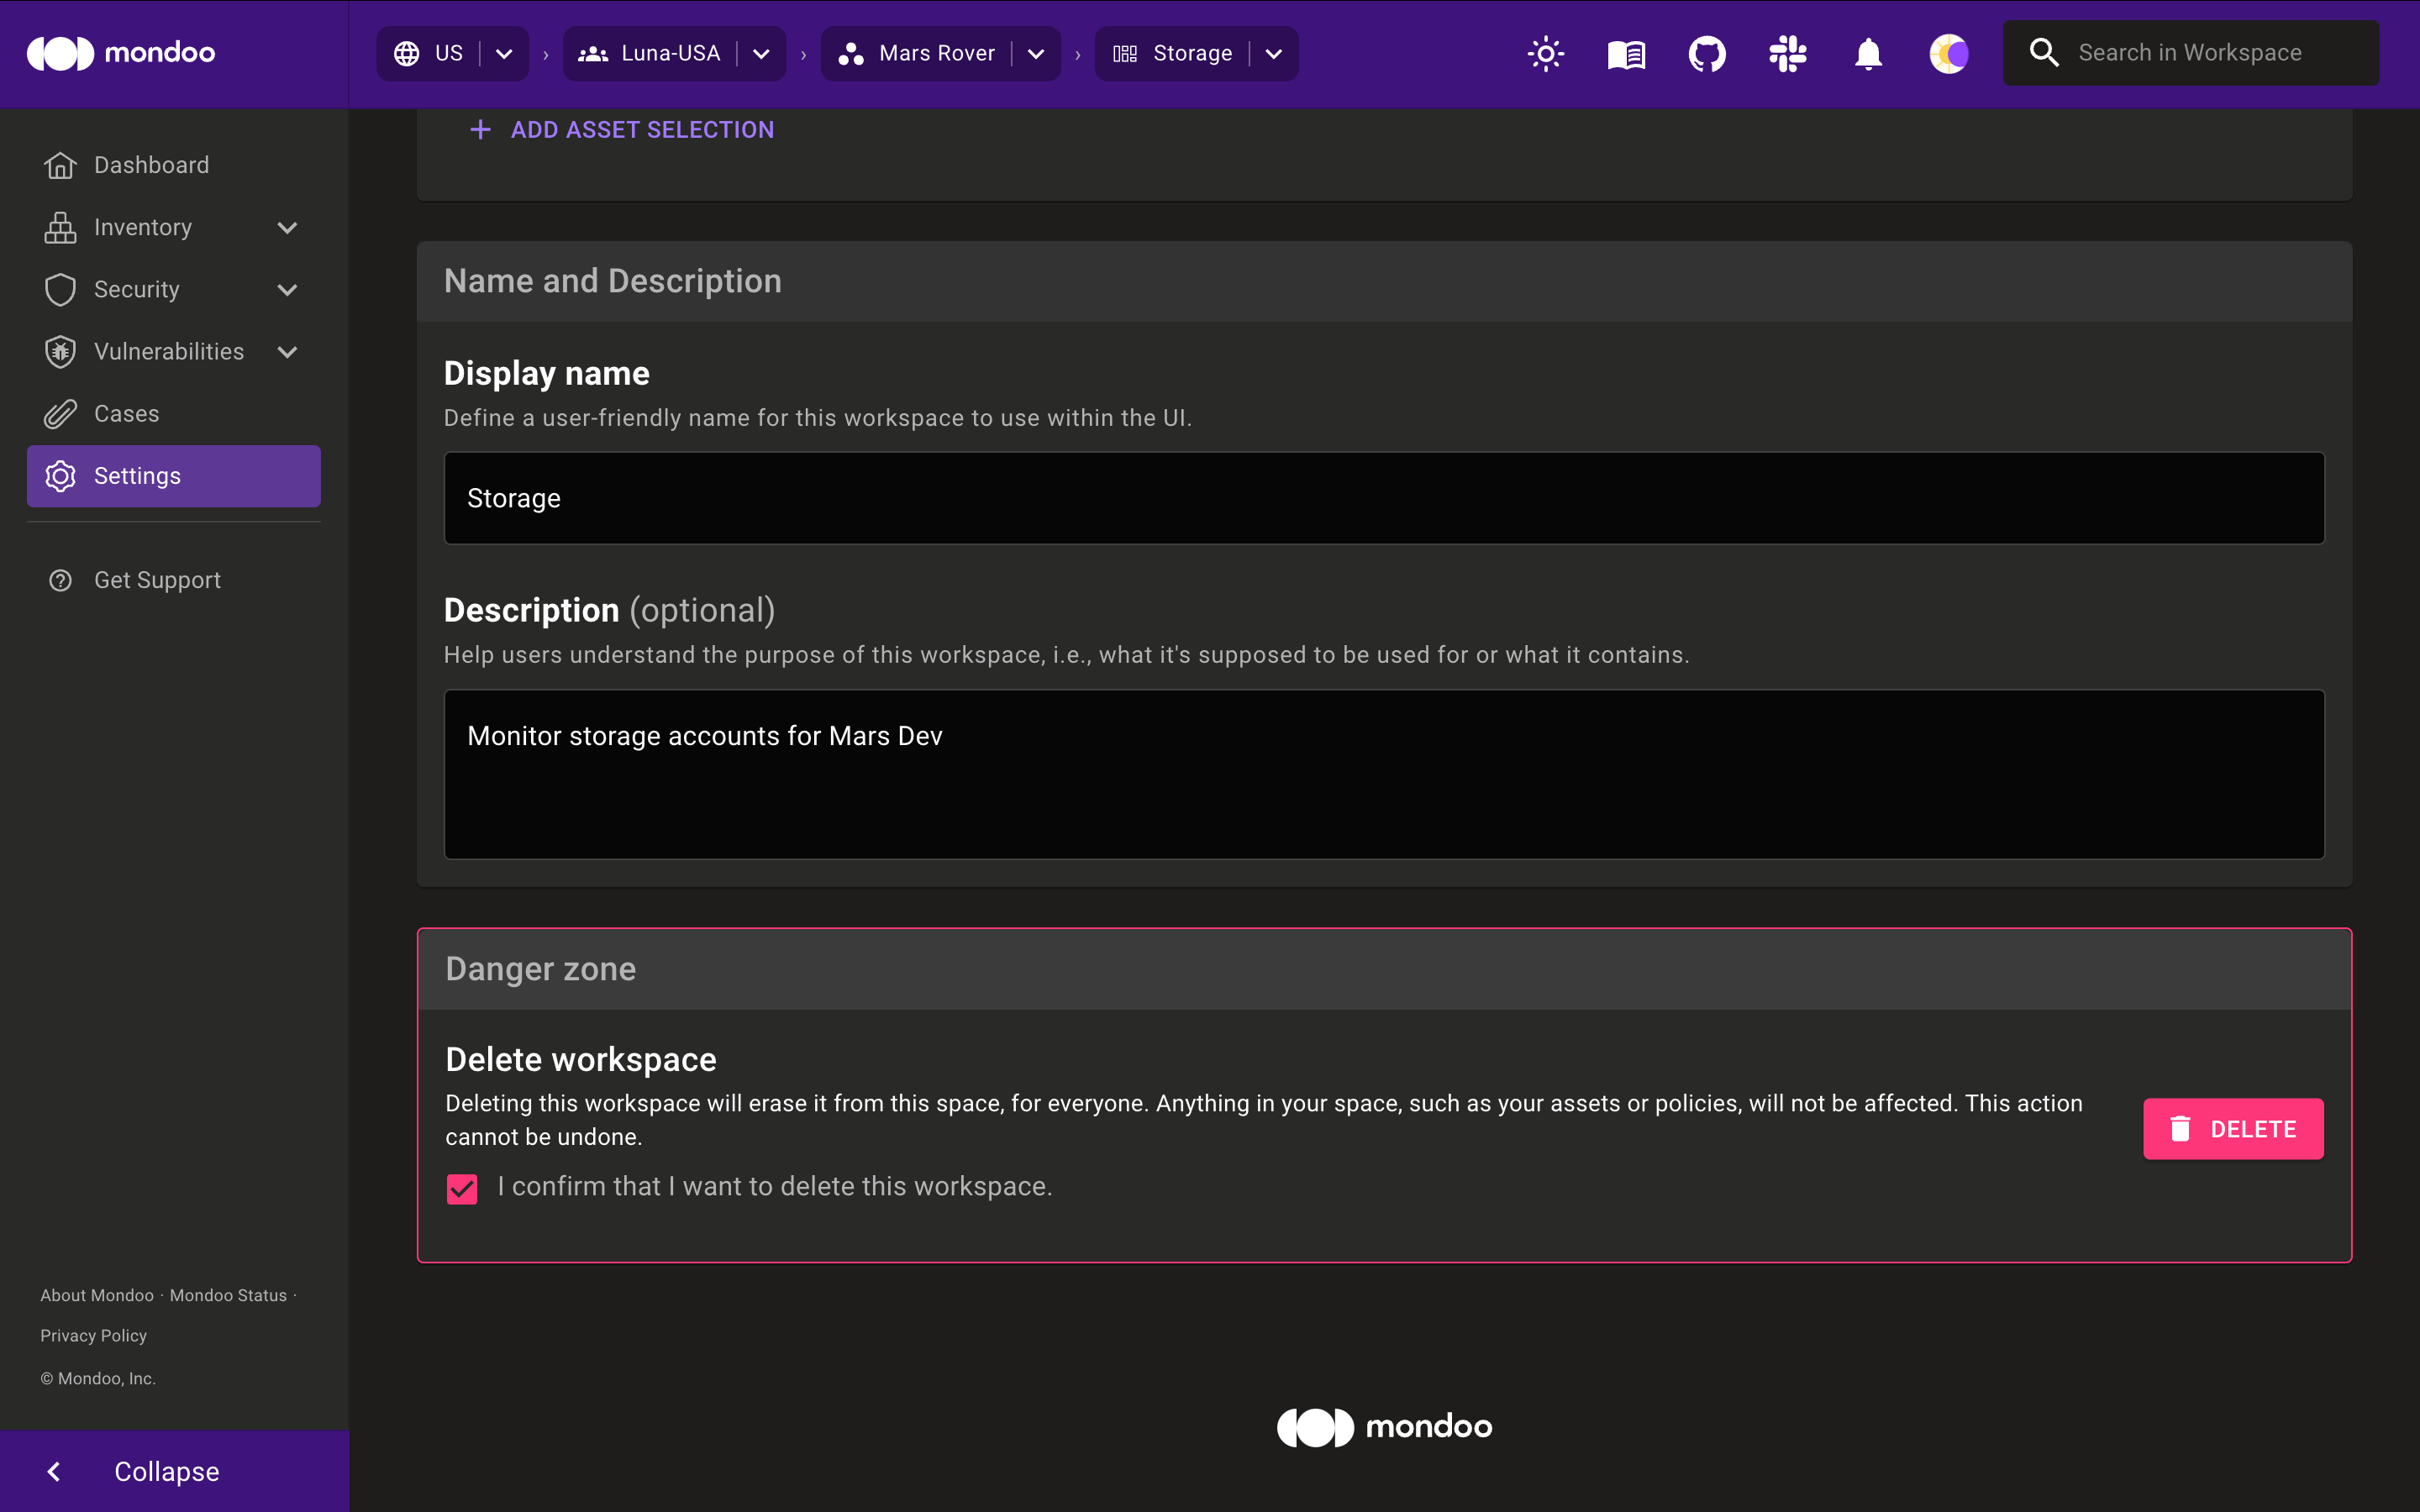 mondoo
US
Luna-USA
Mars Rover
Storage
Search in Workspace
Dashboard
Inventory
Security
Vulnerabilities
Cases
Settings
Get Support
About Mondoo · Mondoo Status ·
Privacy Policy
© Mondoo, Inc.
Collapse
ADD ASSET SELECTION
Name and Description
Display name
Define a user-friendly name for this workspace to use within the UI.
Storage
Description (optional)
Help users understand the purpose of this workspace, i.e., what it's supposed to be used for or what it contains.
Monitor storage accounts for Mars Dev
Danger zone
Delete workspace
Deleting this workspace will erase it from this space, for everyone. Anything in your space, such as your assets or policies, will not be affected. This action
cannot be undone.
I confirm that I want to delete this workspace.
DELETE
mondoo